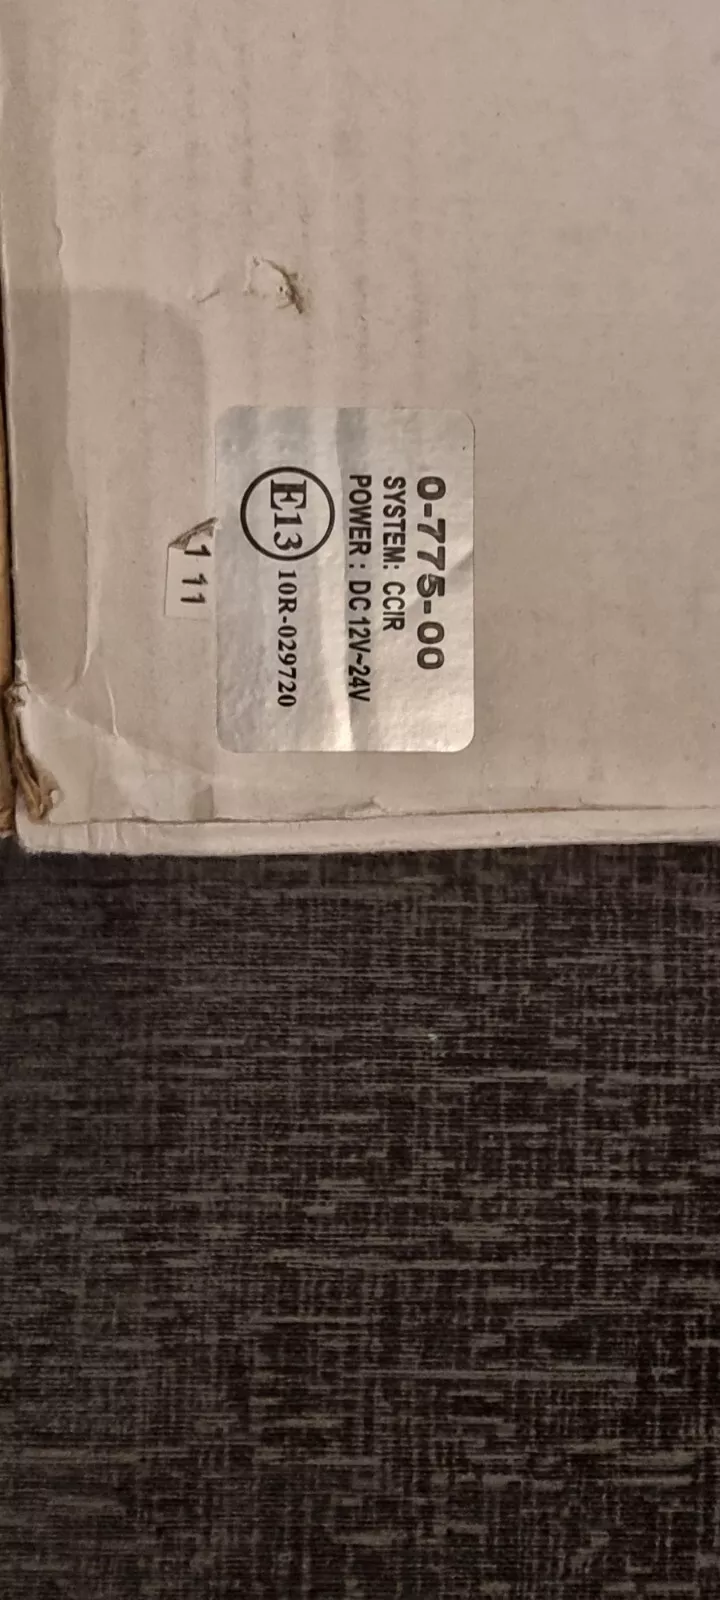 0-775-00
SYSTEM: CCIR
POWER : DC 12V~24V
E13 10R-029720
1 11